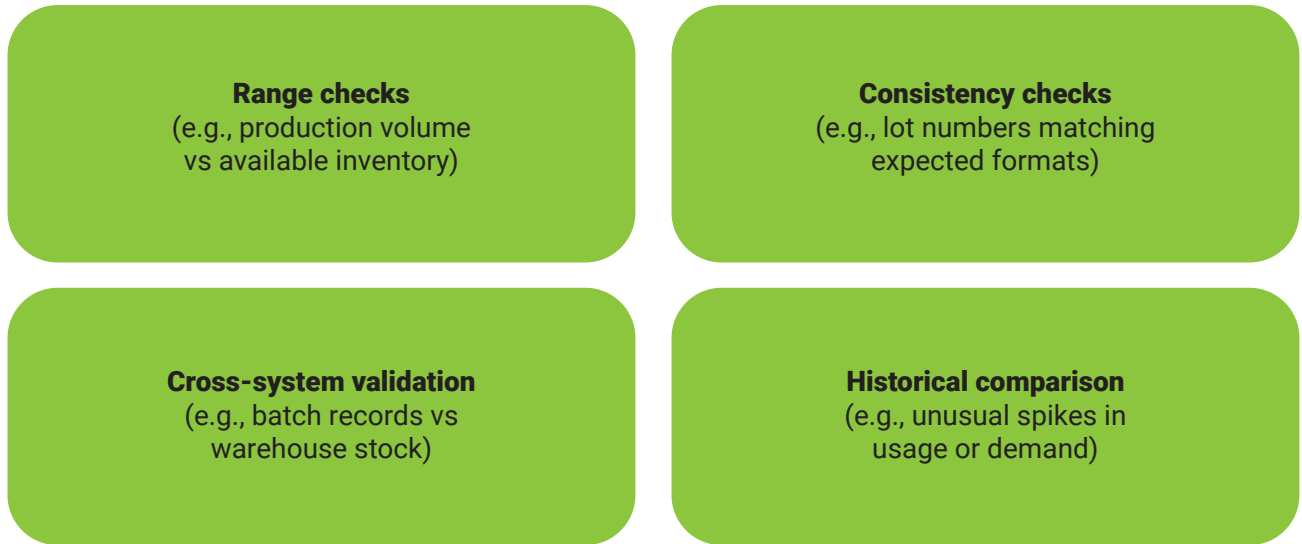 Range checks
(e.g., production volume
vs available inventory)
Consistency checks
(e.g., lot numbers matching
expected formats)
Cross-system validation
(e.g., batch records vs
warehouse stock)
Historical comparison
(e.g., unusual spikes in
usage or demand)